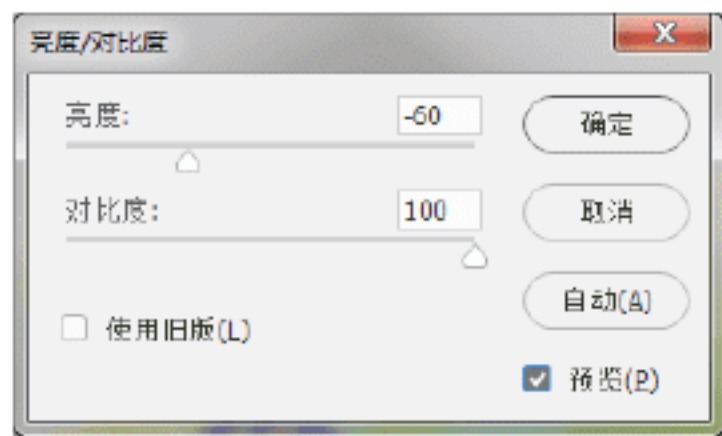 亮度/对比度
亮度: -60
确定
对比度: 100
取消
自动(A)
使用旧版(L)
预览(P)